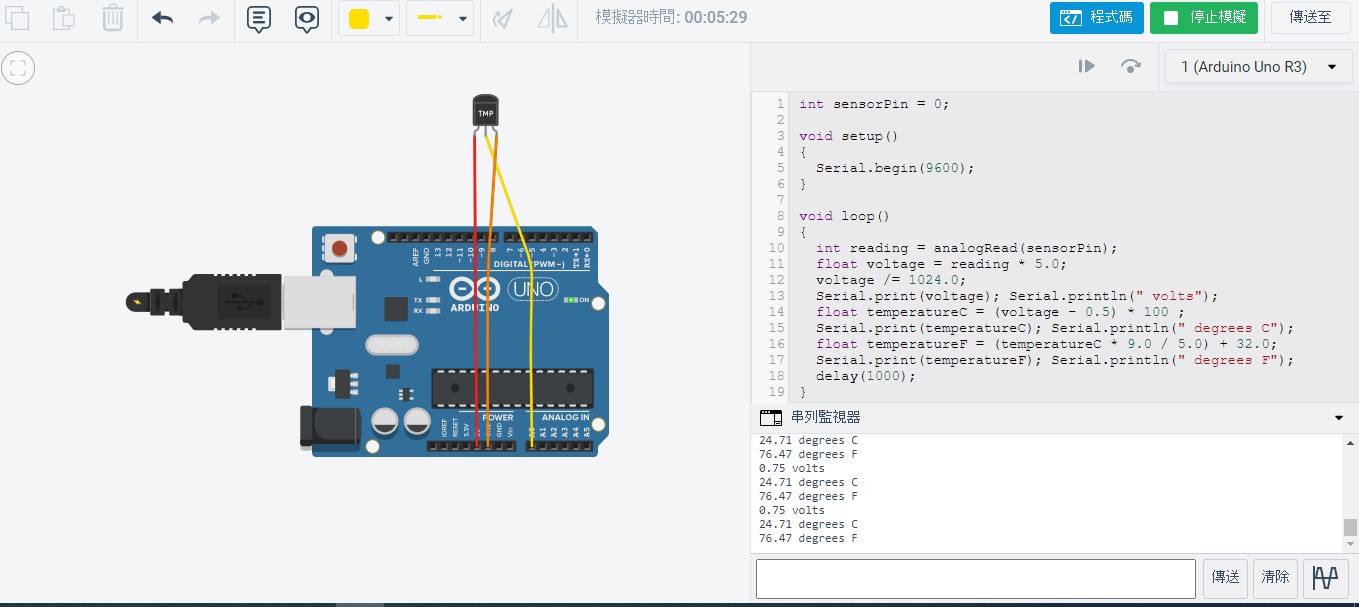 模擬器時間: 00:05:29
程式碼
停止模擬
傳送至
1 (Arduino Uno R3)
TMP
AREF
GND
13
12
~11
~10
~9
8
7
~6
~5
4
~3
2
TX→1
RX←0
DIGITAL (PWM~)
L
TX
RX
ARDUINO
UNO
ON
POWER
ANALOG IN
IOREF
RESET
3.3V
GND
Vin
A0
A1
A2
A3
A4
A5
1 int sensorPin = 0;
2
3 void setup()
4 {
5   Serial.begin(9600);
6 }
7
8 void loop()
9 {
10   int reading = analogRead(sensorPin);
11   float voltage = reading * 5.0;
12   voltage /= 1024.0;
13   Serial.print(voltage); Serial.println(" volts");
14   float temperatureC = (voltage - 0.5) * 100 ;
15   Serial.print(temperatureC); Serial.println(" degrees C");
16   float temperatureF = (temperatureC * 9.0 / 5.0) + 32.0;
17   Serial.print(temperatureF); Serial.println(" degrees F");
18   delay(1000);
19 }
串列監視器
24.71 degrees C
76.47 degrees F
0.75 volts
24.71 degrees C
76.47 degrees F
0.75 volts
24.71 degrees C
76.47 degrees F
傳送
清除